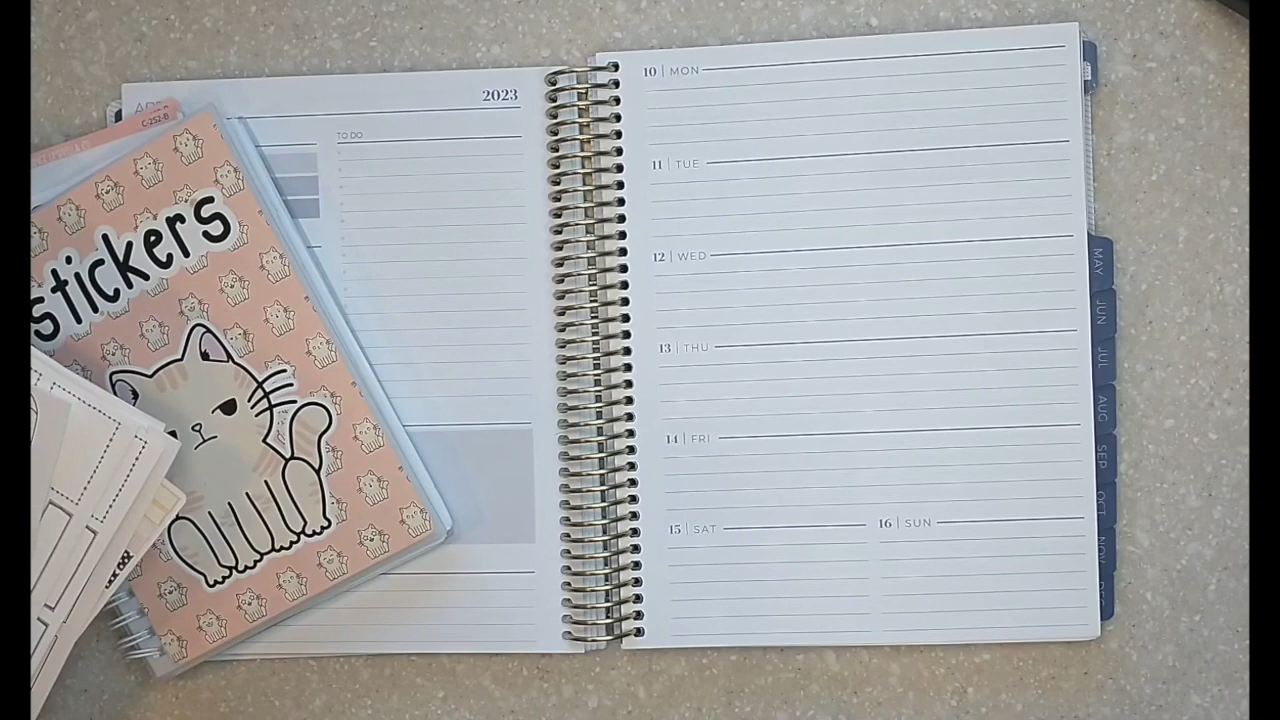 2023
TO DO
C-252-B
stickers
10 | MON
11 | TUE
12 | WED
13 | THU
14 | FRI
15 | SAT
16 | SUN
MAY
JUN
JUL
AUG
SEP
OCT
NOV